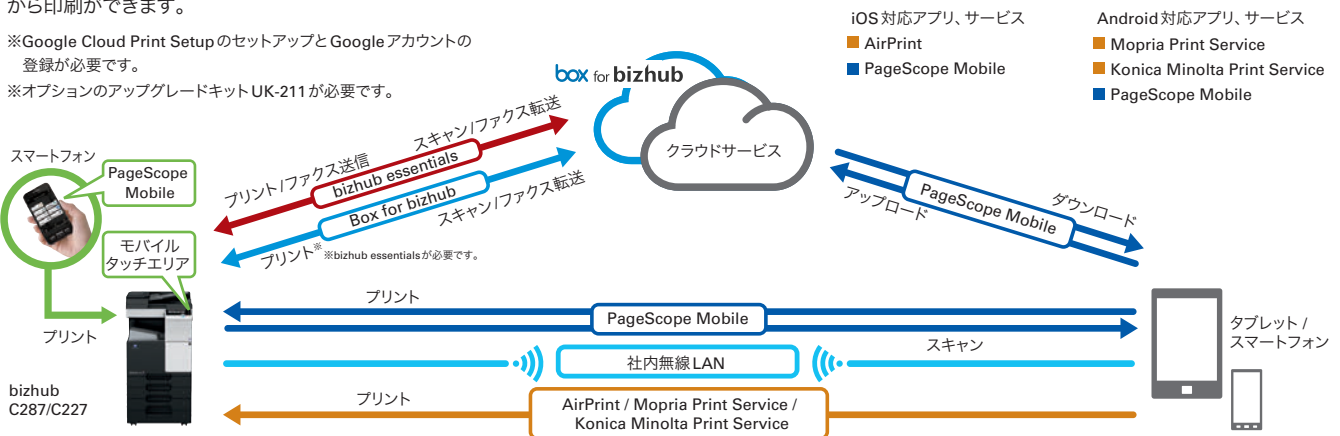 から印刷ができます。
※Google Cloud Print SetupのセットアップとGoogleアカウントの
登録が必要です。
※オプションのアップグレードキットUK-211が必要です。
iOS対応アプリ、サービス
AirPrint
PageScope Mobile
Android対応アプリ、サービス
Mopria Print Service
Konica Minolta Print Service
PageScope Mobile
box for bizhub
クラウドサービス
スマートフォン
PageScope
Mobile
モバイル
タッチエリア
プリント
bizhub
C287/C227
スキャン/ファクス転送
bizhub essentials
プリント/ファクス送信
スキャン/ファクス転送
Box for bizhub
プリント※
※bizhub essentialsが必要です。
ダウンロード
PageScope Mobile
アップロード
プリント
PageScope Mobile
スキャン
社内無線LAN
プリント
AirPrint / Mopria Print Service /
Konica Minolta Print Service
タブレット /
スマートフォン